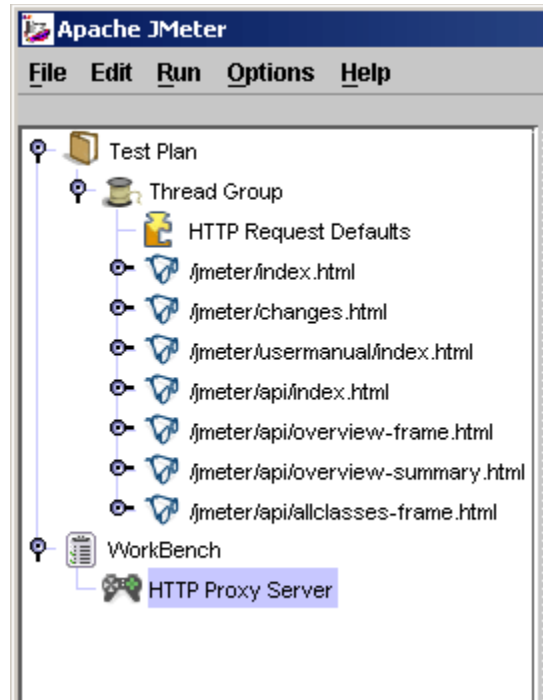 Apache JMeter
File Edit Run Options Help
Test Plan
Thread Group
HTTP Request Defaults
/jmeter/index.html
/jmeter/changes.html
/jmeter/usermanual/index.html
/jmeter/api/index.html
/jmeter/api/overview-frame.html
/jmeter/api/overview-summary.html
/jmeter/api/allclasses-frame.html
WorkBench
HTTP Proxy Server